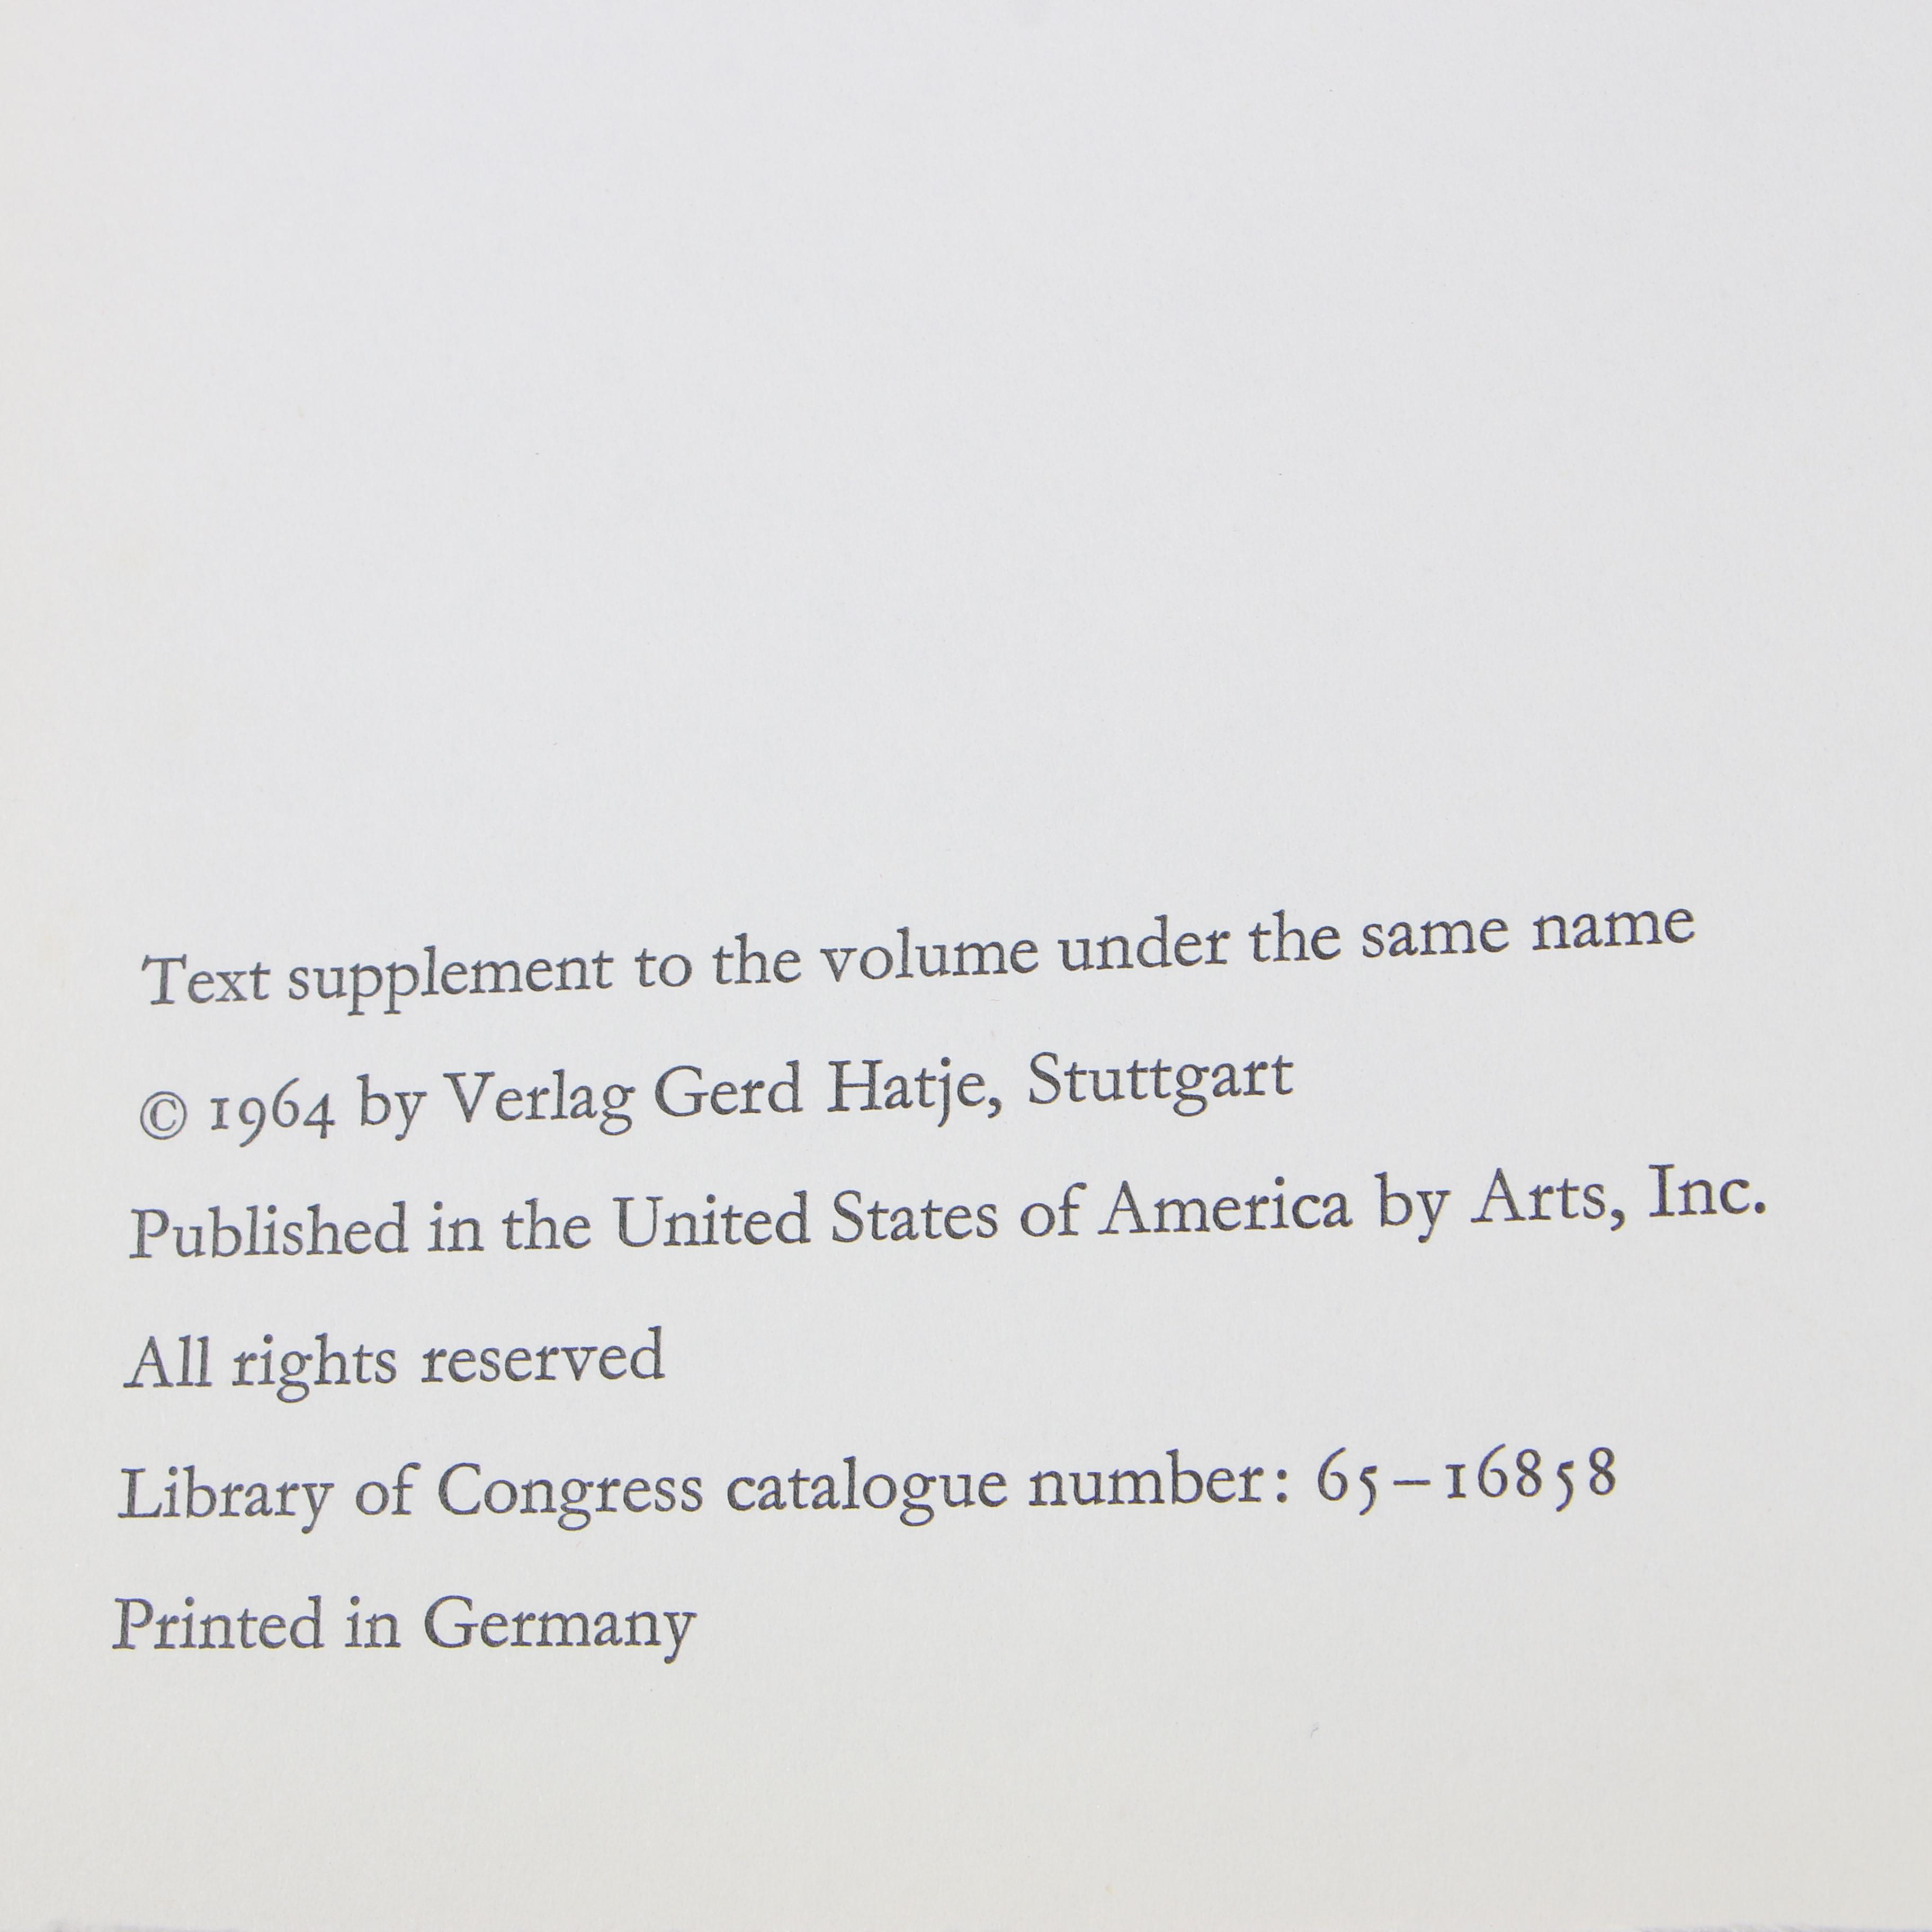 Text supplement to the volume under the same name
© 1964 by Verlag Gerd Hatje, Stuttgart
Published in the United States of America by Arts, Inc.
All rights reserved
Library of Congress catalogue number: 65–16858
Printed in Germany